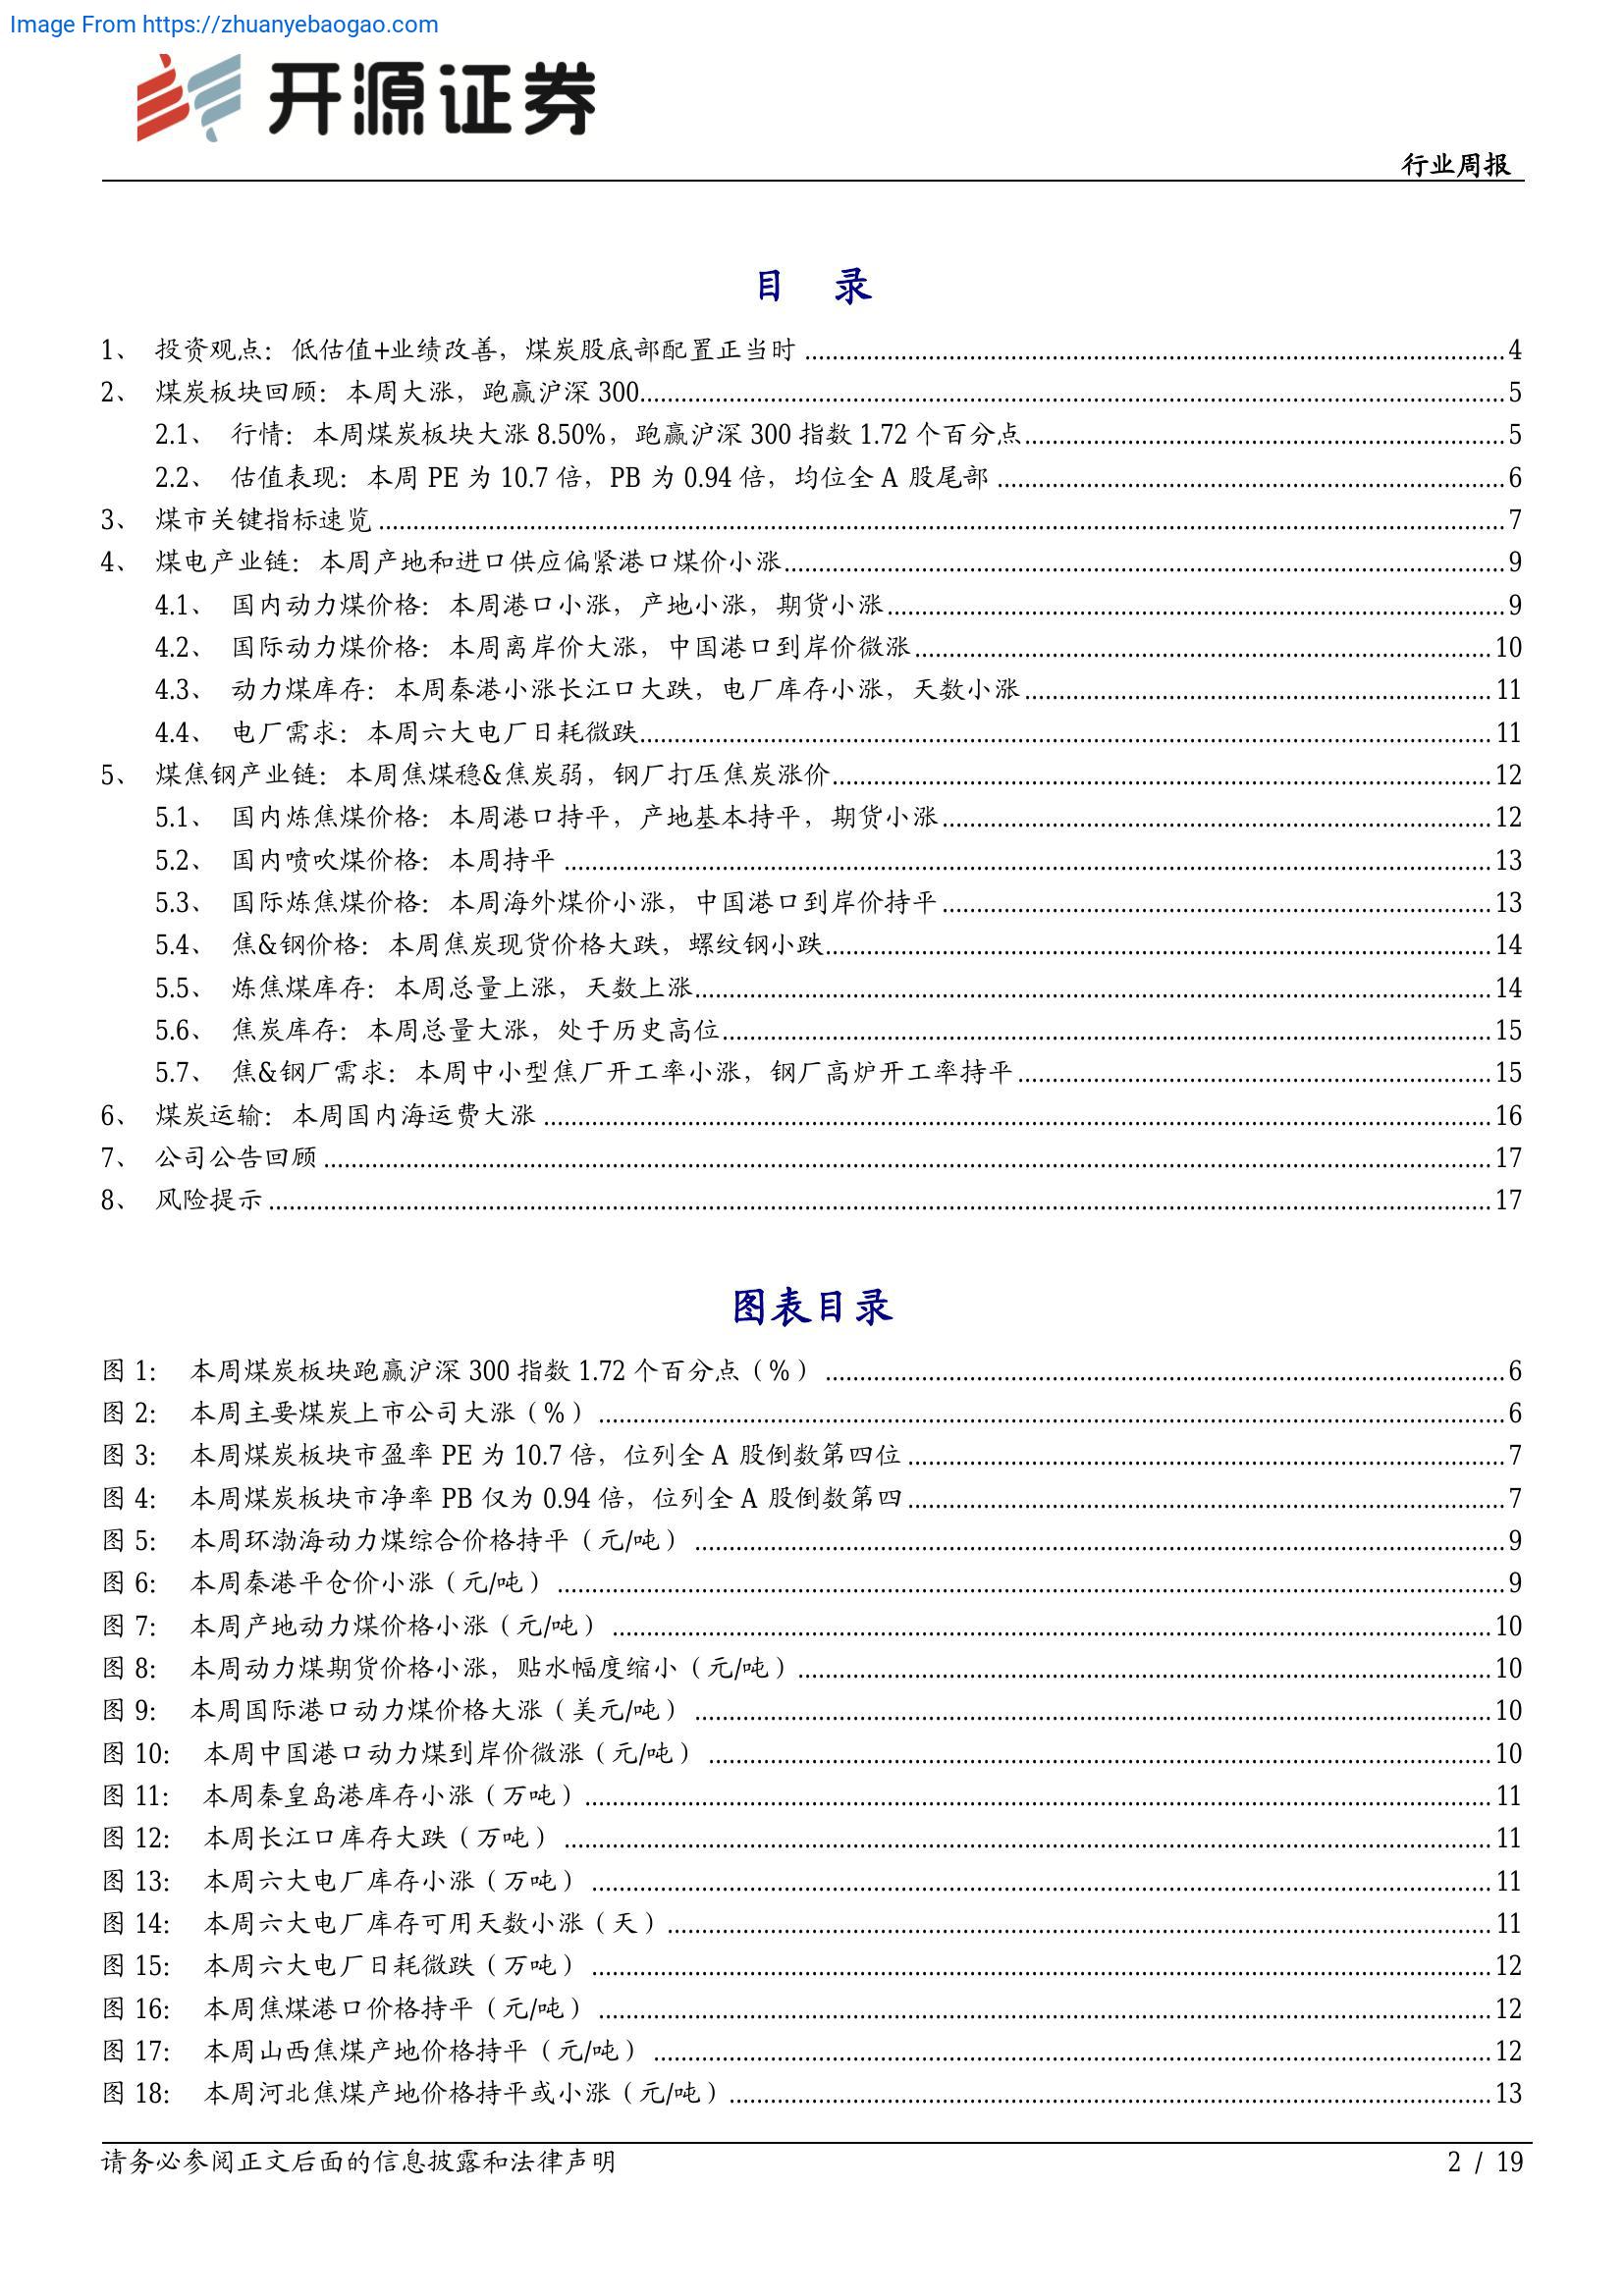 Image From https://zhuanyebaogao.com
开源证券
行业周报
目 录
1、 投资观点：低估值+业绩改善，煤炭股底部配置正当时 ........ 4
2、 煤炭板块回顾：本周大涨，跑赢沪深 300 ........ 5
2.1、 行情：本周煤炭板块大涨 8.50%，跑赢沪深 300 指数 1.72 个百分点 ........ 5
2.2、 估值表现：本周 PE 为 10.7 倍，PB 为 0.94 倍，均位全 A 股尾部 ........ 6
3、 煤市关键指标速览 ........ 7
4、 煤电产业链：本周产地和进口供应偏紧港口煤价小涨 ........ 9
4.1、 国内动力煤价格：本周港口小涨，产地小涨，期货小涨 ........ 9
4.2、 国际动力煤价格：本周离岸价大涨，中国港口到岸价微涨 ........ 10
4.3、 动力煤库存：本周秦港小涨长江口大跌，电厂库存小涨，天数小涨 ........ 11
4.4、 电厂需求：本周六大电厂日耗微跌 ........ 11
5、 煤焦钢产业链：本周焦煤稳&焦炭弱，钢厂打压焦炭涨价 ........ 12
5.1、 国内炼焦煤价格：本周港口持平，产地基本持平，期货小涨 ........ 12
5.2、 国内喷吹煤价格：本周持平 ........ 13
5.3、 国际炼焦煤价格：本周海外煤价小涨，中国港口到岸价持平 ........ 13
5.4、 焦&钢价格：本周焦炭现货价格大跌，螺纹钢小跌 ........ 14
5.5、 炼焦煤库存：本周总量上涨，天数上涨 ........ 14
5.6、 焦炭库存：本周总量大涨，处于历史高位 ........ 15
5.7、 焦&钢厂需求：本周中小型焦厂开工率小涨，钢厂高炉开工率持平 ........ 15
6、 煤炭运输：本周国内海运费大涨 ........ 16
7、 公司公告回顾 ........ 17
8、 风险提示 ........ 17
图表目录
图 1： 本周煤炭板块跑赢沪深 300 指数 1.72 个百分点（%） ........ 6
图 2： 本周主要煤炭上市公司大涨（%） ........ 6
图 3： 本周煤炭板块市盈率 PE 为 10.7 倍，位列全 A 股倒数第四位 ........ 7
图 4： 本周煤炭板块市净率 PB 仅为 0.94 倍，位列全 A 股倒数第四 ........ 7
图 5： 本周环渤海动力煤综合价格持平（元/吨） ........ 9
图 6： 本周秦港平仓价小涨（元/吨） ........ 9
图 7： 本周产地动力煤价格小涨（元/吨） ........ 10
图 8： 本周动力煤期货价格小涨，贴水幅度缩小（元/吨） ........ 10
图 9： 本周国际港口动力煤价格大涨（美元/吨） ........ 10
图 10： 本周中国港口动力煤到岸价微涨（元/吨） ........ 10
图 11： 本周秦皇岛港库存小涨（万吨） ........ 11
图 12： 本周长江口库存大跌（万吨） ........ 11
图 13： 本周六大电厂库存小涨（万吨） ........ 11
图 14： 本周六大电厂库存可用天数小涨（天） ........ 11
图 15： 本周六大电厂日耗微跌（万吨） ........ 12
图 16： 本周焦煤港口价格持平（元/吨） ........ 12
图 17： 本周山西焦煤产地价格持平（元/吨） ........ 12
图 18： 本周河北焦煤产地价格持平或小涨（元/吨） ........ 13
请务必参阅正文后面的信息披露和法律声明 2 / 19